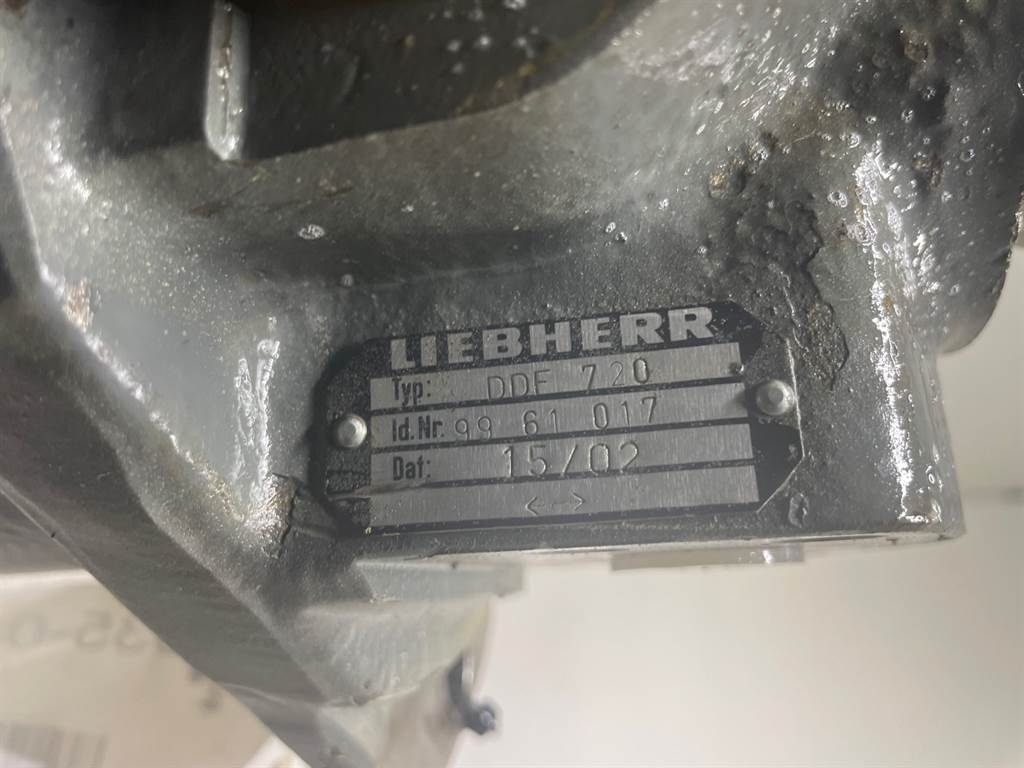 LIEBHERR
Typ: DDF 720
Id.Nr. 99 61 017
Dat: 15/02
<-->